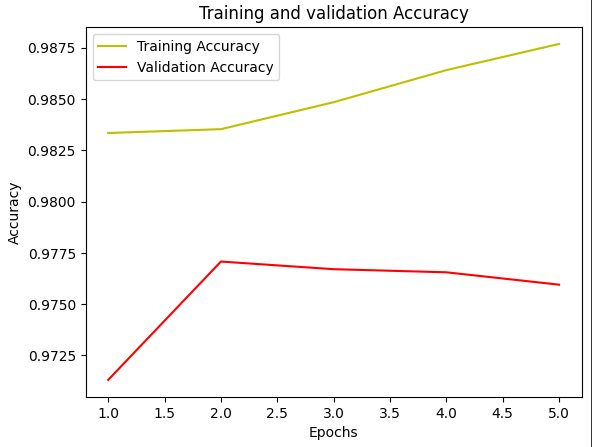 Training and validation Accuracy
Training Accuracy
Validation Accuracy
0.9875
0.9850
0.9825
0.9800
0.9775
0.9750
0.9725
Accuracy
1.0 1.5 2.0 2.5 3.0 3.5 4.0 4.5 5.0
Epochs